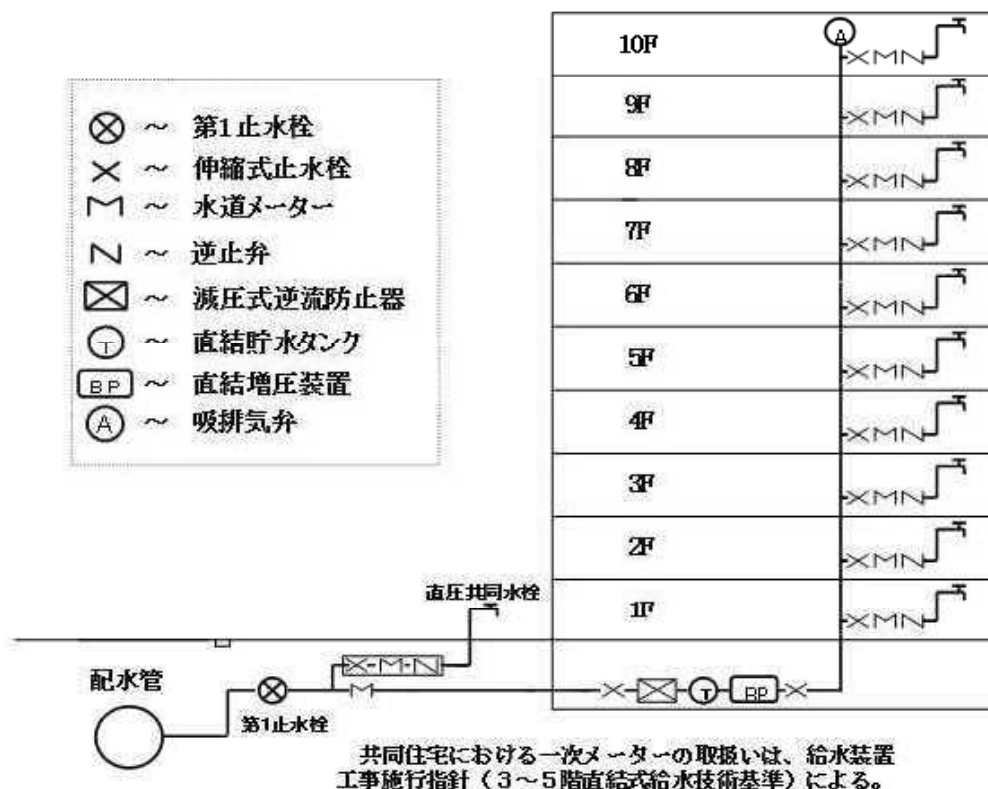 10F
9F
8F
7F
6F
5F
4F
3F
2F
1F
A
～ 第1止水栓
～ 伸縮式止水栓
～ 水道メーター
～ 逆止弁
～ 減圧式逆流防止器
T ～ 直結貯水タンク
BP ～ 直結増圧装置
A ～ 吸排気弁
直圧共同水栓
配水管
第1止水栓
T
BP
共同住宅における一次メーターの取扱いは、給水装置
工事施行指針（3～5階直結式給水技術基準）による。